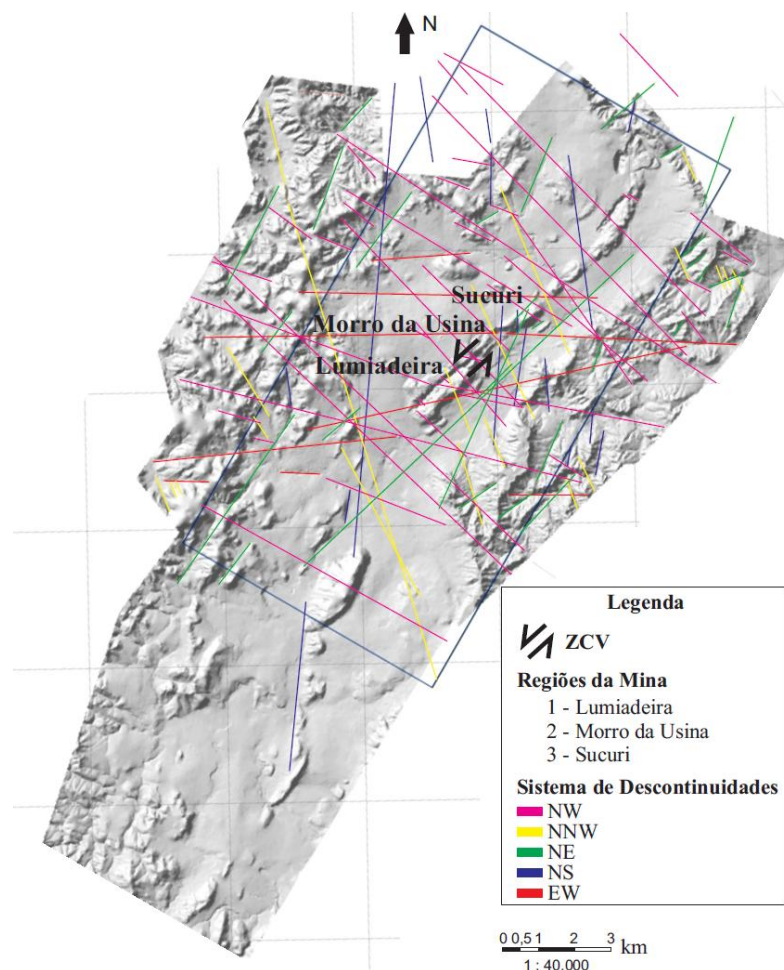 N
Sucuri
Morro da Usina
Lumiadeira
Legenda
ZCV
Regiões da Mina
1 - Lumiadeira
2 - Morro da Usina
3 - Sucuri
Sistema de Descontinuidades
NW
NNW
NE
NS
EW
0 0,5 1 2 3 km
1 : 40.000